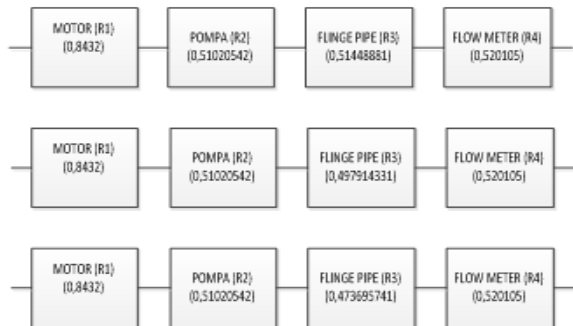 MOTOR (R1)
(0,8432)
POMPA (R2)
(0,51020542)
FLINGE PIPE (R3)
(0,51448881)
FLOW METER (R4)
(0,520105)
MOTOR (R1)
(0,8432)
POMPA (R2)
(0,51020542)
FLINGE PIPE (R3)
(0,497914331)
FLOW METER (R4)
(0,520105)
MOTOR (R1)
(0,8432)
POMPA (R2)
(0,51020542)
FLINGE PIPE (R3)
(0,473695741)
FLOW METER (R4)
(0,520105)